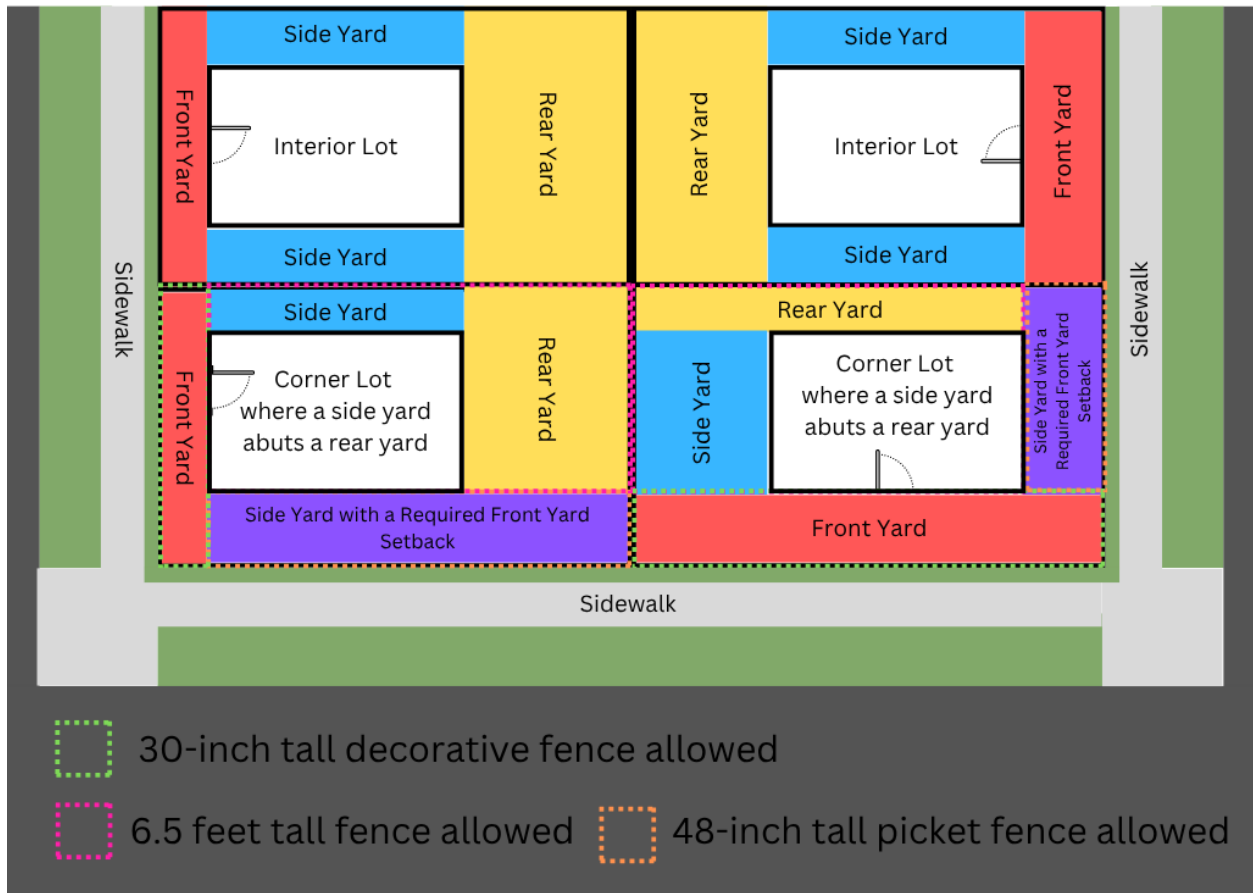 Side Yard
Side Yard
Front Yard
Interior Lot
Rear Yard
Rear Yard
Interior Lot
Front Yard
Side Yard
Side Yard
Sidewalk
Sidewalk
Side Yard
Rear Yard
Front Yard
Corner Lot
where a side yard
abuts a rear yard
Rear Yard
Side Yard
Corner Lot
where a side yard
abuts a rear yard
Side Yard with a
Required Front Yard
Setback
Side Yard with a Required Front Yard
Setback
Front Yard
Sidewalk
30-inch tall decorative fence allowed
6.5 feet tall fence allowed
48-inch tall picket fence allowed